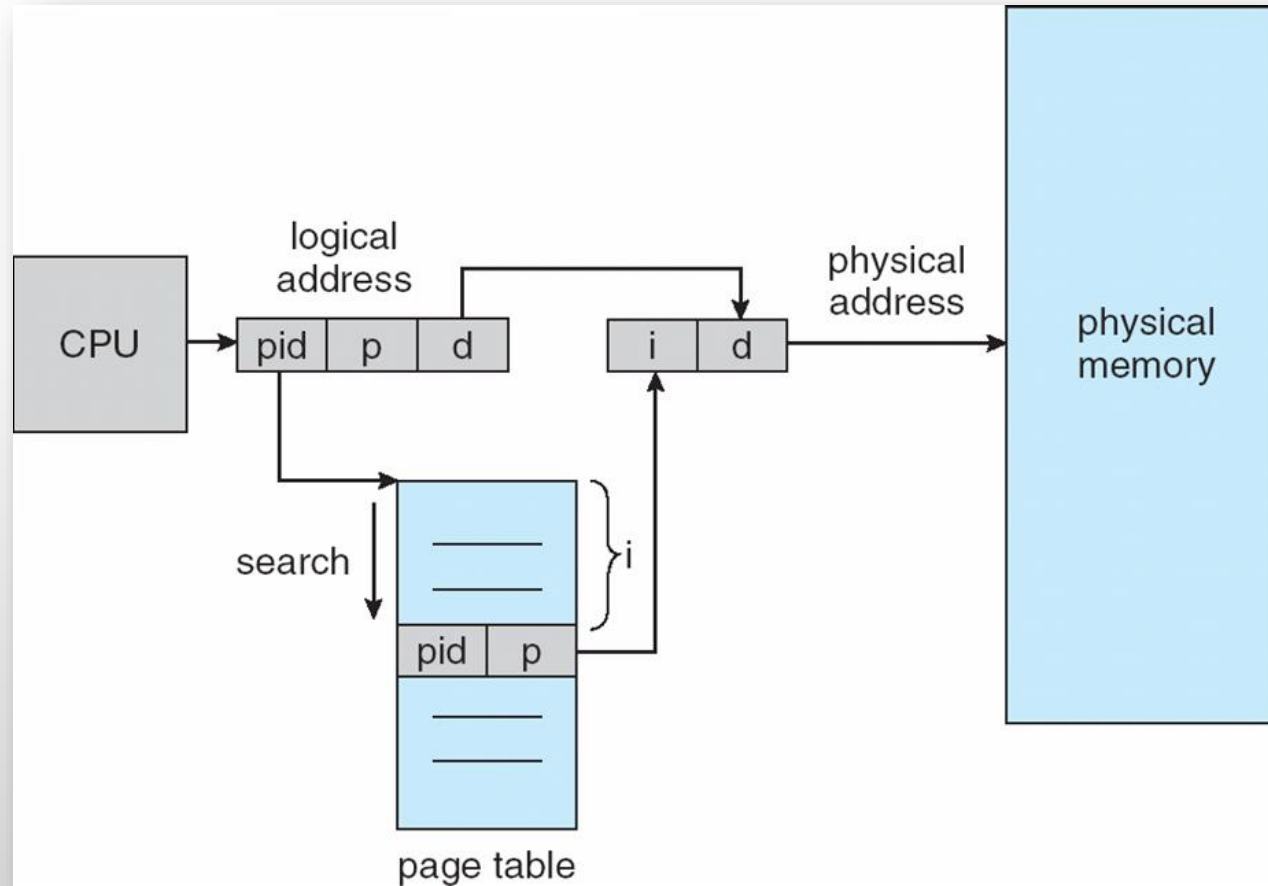 logical
address
physical
address
CPU
pid
p
d
i
d
physical
memory
search
i
pid
p
page table